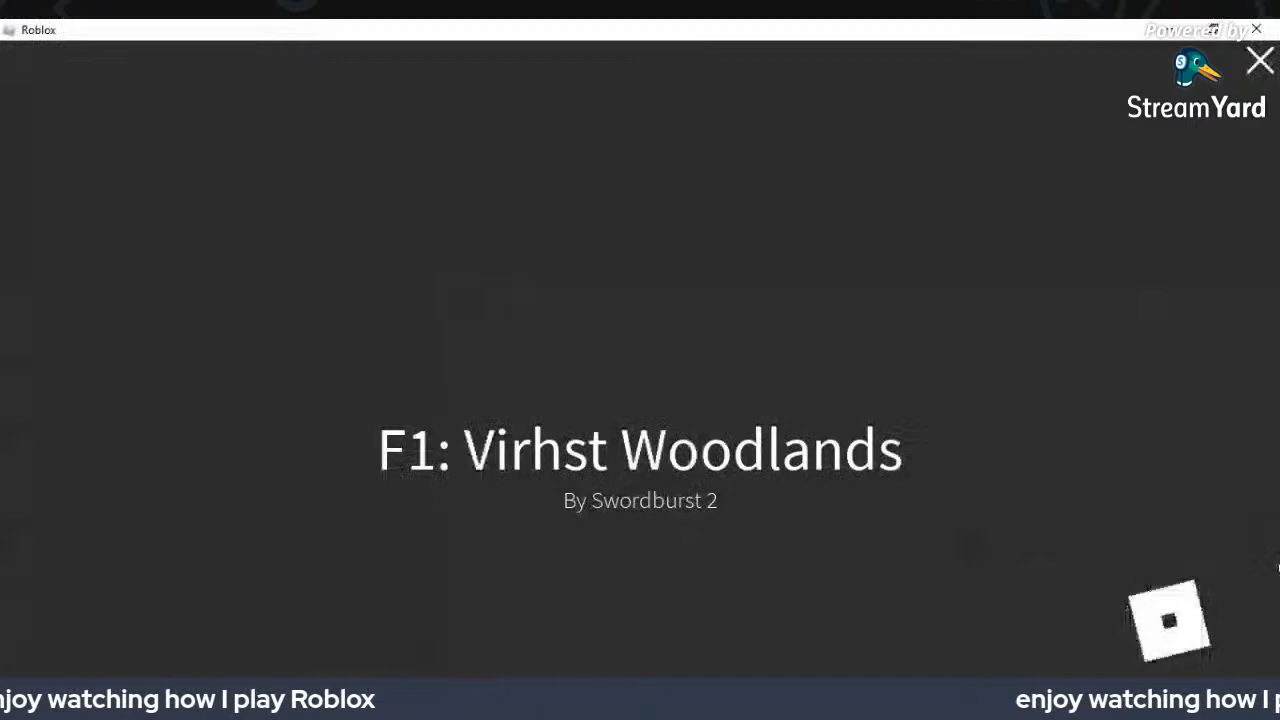 Roblox
Powered by
StreamYard
F1: Virhst Woodlands
By Swordburst 2
njoy watching how I play Roblox
enjoy watching how I p